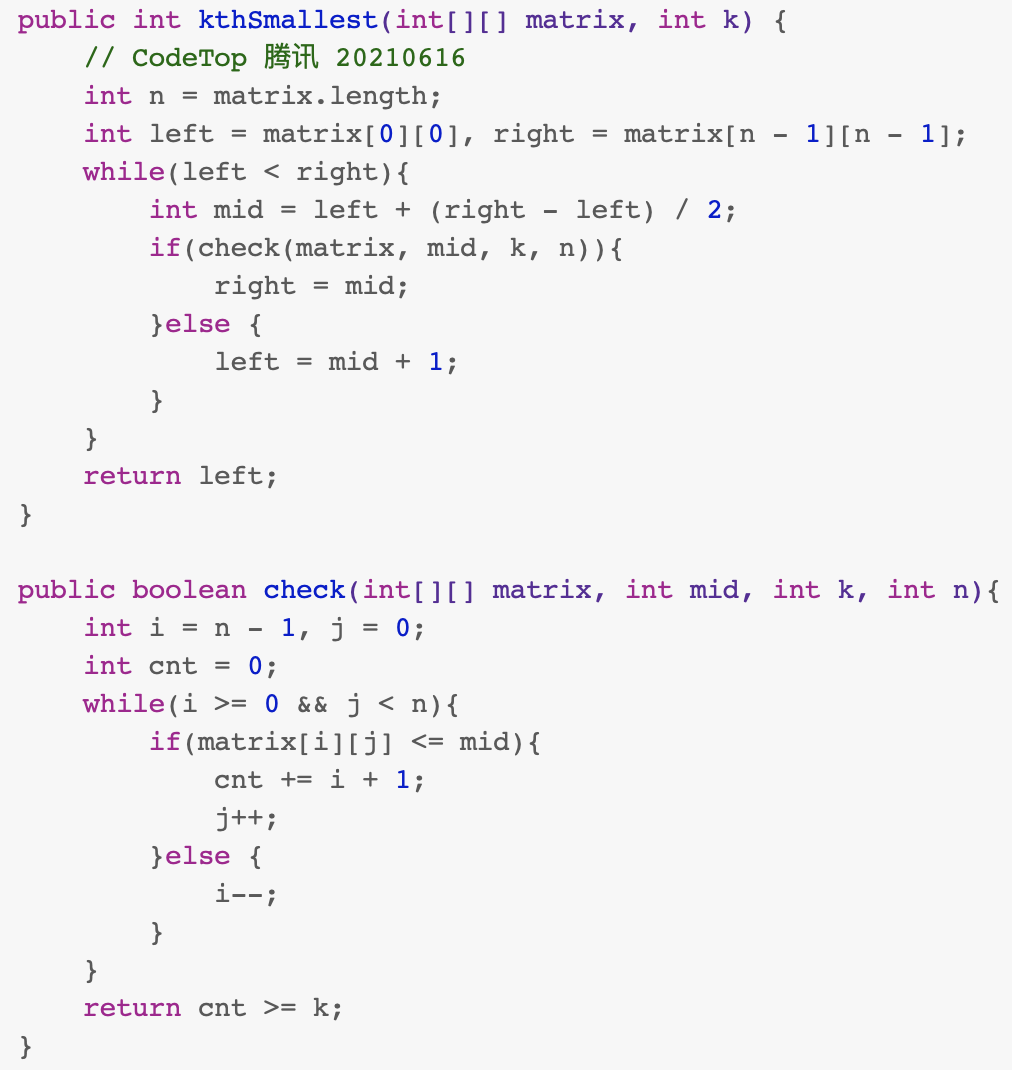 public int kthSmallest(int[][] matrix, int k) {
    // CodeTop 腾讯 20210616
    int n = matrix.length;
    int left = matrix[0][0], right = matrix[n - 1][n - 1];
    while(left < right){
        int mid = left + (right - left) / 2;
        if(check(matrix, mid, k, n)){
            right = mid;
        }else {
            left = mid + 1;
        }
    }
    return left;
}

public boolean check(int[][] matrix, int mid, int k, int n){
    int i = n - 1, j = 0;
    int cnt = 0;
    while(i >= 0 && j < n){
        if(matrix[i][j] <= mid){
            cnt += i + 1;
            j++;
        }else {
            i--;
        }
    }
    return cnt >= k;
}